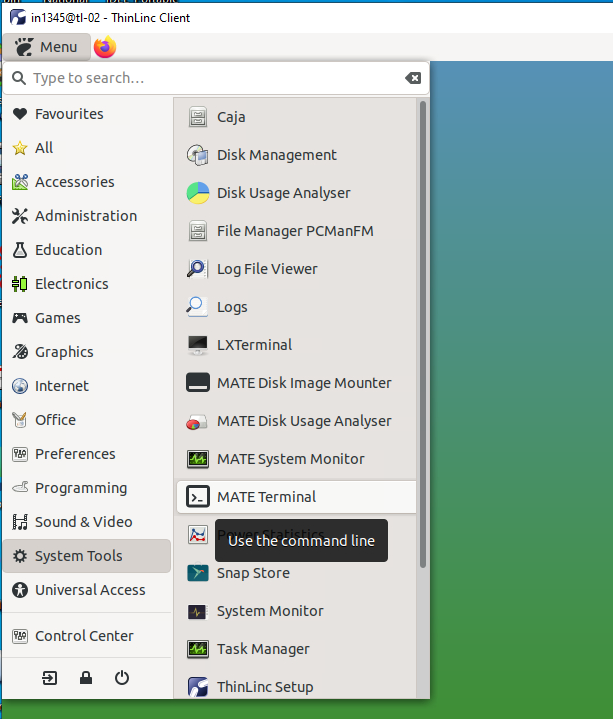 in1345@tl-02 - ThinLinc Client
Menu
Type to search...
Favourites
All
Accessories
Administration
Education
Electronics
Games
Graphics
Internet
Office
Preferences
Programming
Sound & Video
System Tools
Universal Access
Control Center
Caja
Disk Management
Disk Usage Analyser
File Manager PCManFM
Log File Viewer
Logs
LXTerminal
MATE Disk Image Mounter
MATE Disk Usage Analyser
MATE System Monitor
MATE Terminal
Power Statistics
Use the command line
Snap Store
System Monitor
Task Manager
ThinLinc Setup